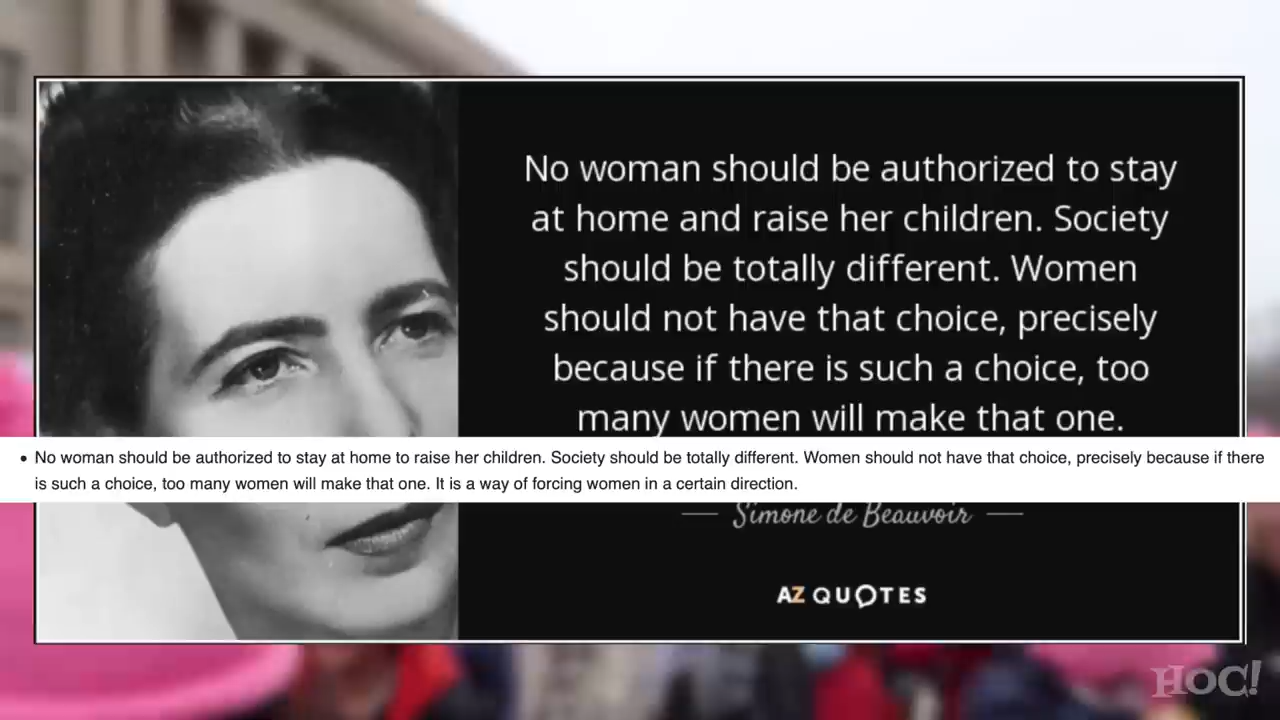 No woman should be authorized to stay
at home and raise her children. Society
should be totally different. Women
should not have that choice, precisely
because if there is such a choice, too
many women will make that one.
• No woman should be authorized to stay at home to raise her children. Society should be totally different. Women should not have that choice, precisely because if there
is such a choice, too many women will make that one. It is a way of forcing women in a certain direction.
Simone de Beauvoir
AZ QUOTES
HOC!